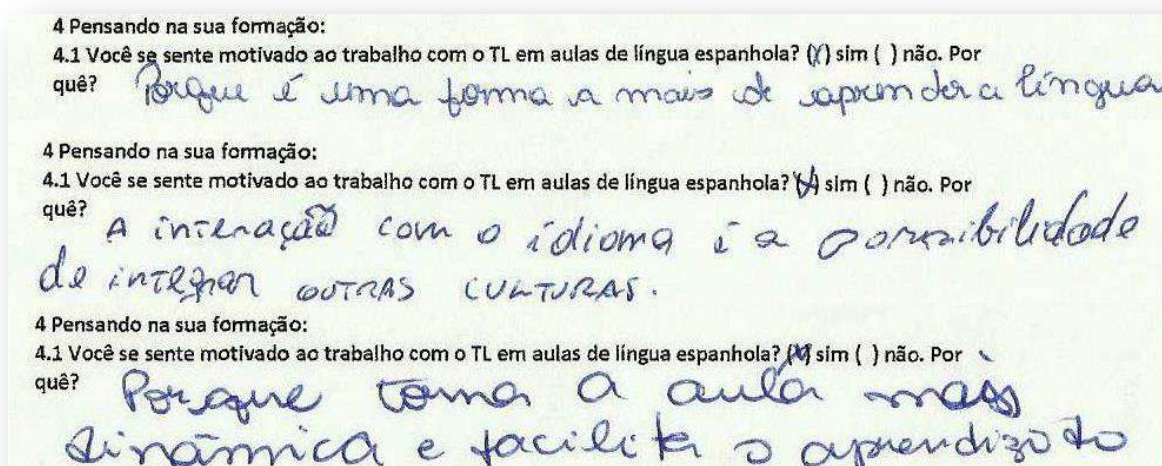 4 Pensando na sua formação:
4.1 Você se sente motivado ao trabalho com o TL em aulas de língua espanhola? (X) sim ( ) não. Por
quê? Porque é uma forma a mais de aprender a língua
4 Pensando na sua formação:
4.1 Você se sente motivado ao trabalho com o TL em aulas de língua espanhola? (X) sim ( ) não. Por
quê? A interação com o idioma é a possibilidade
de integrar OUTRAS CULTURAS.
4 Pensando na sua formação:
4.1 Você se sente motivado ao trabalho com o TL em aulas de língua espanhola? (X) sim ( ) não. Por
quê? Porque torna a aula mais
dinâmica e facilita o aprendizado